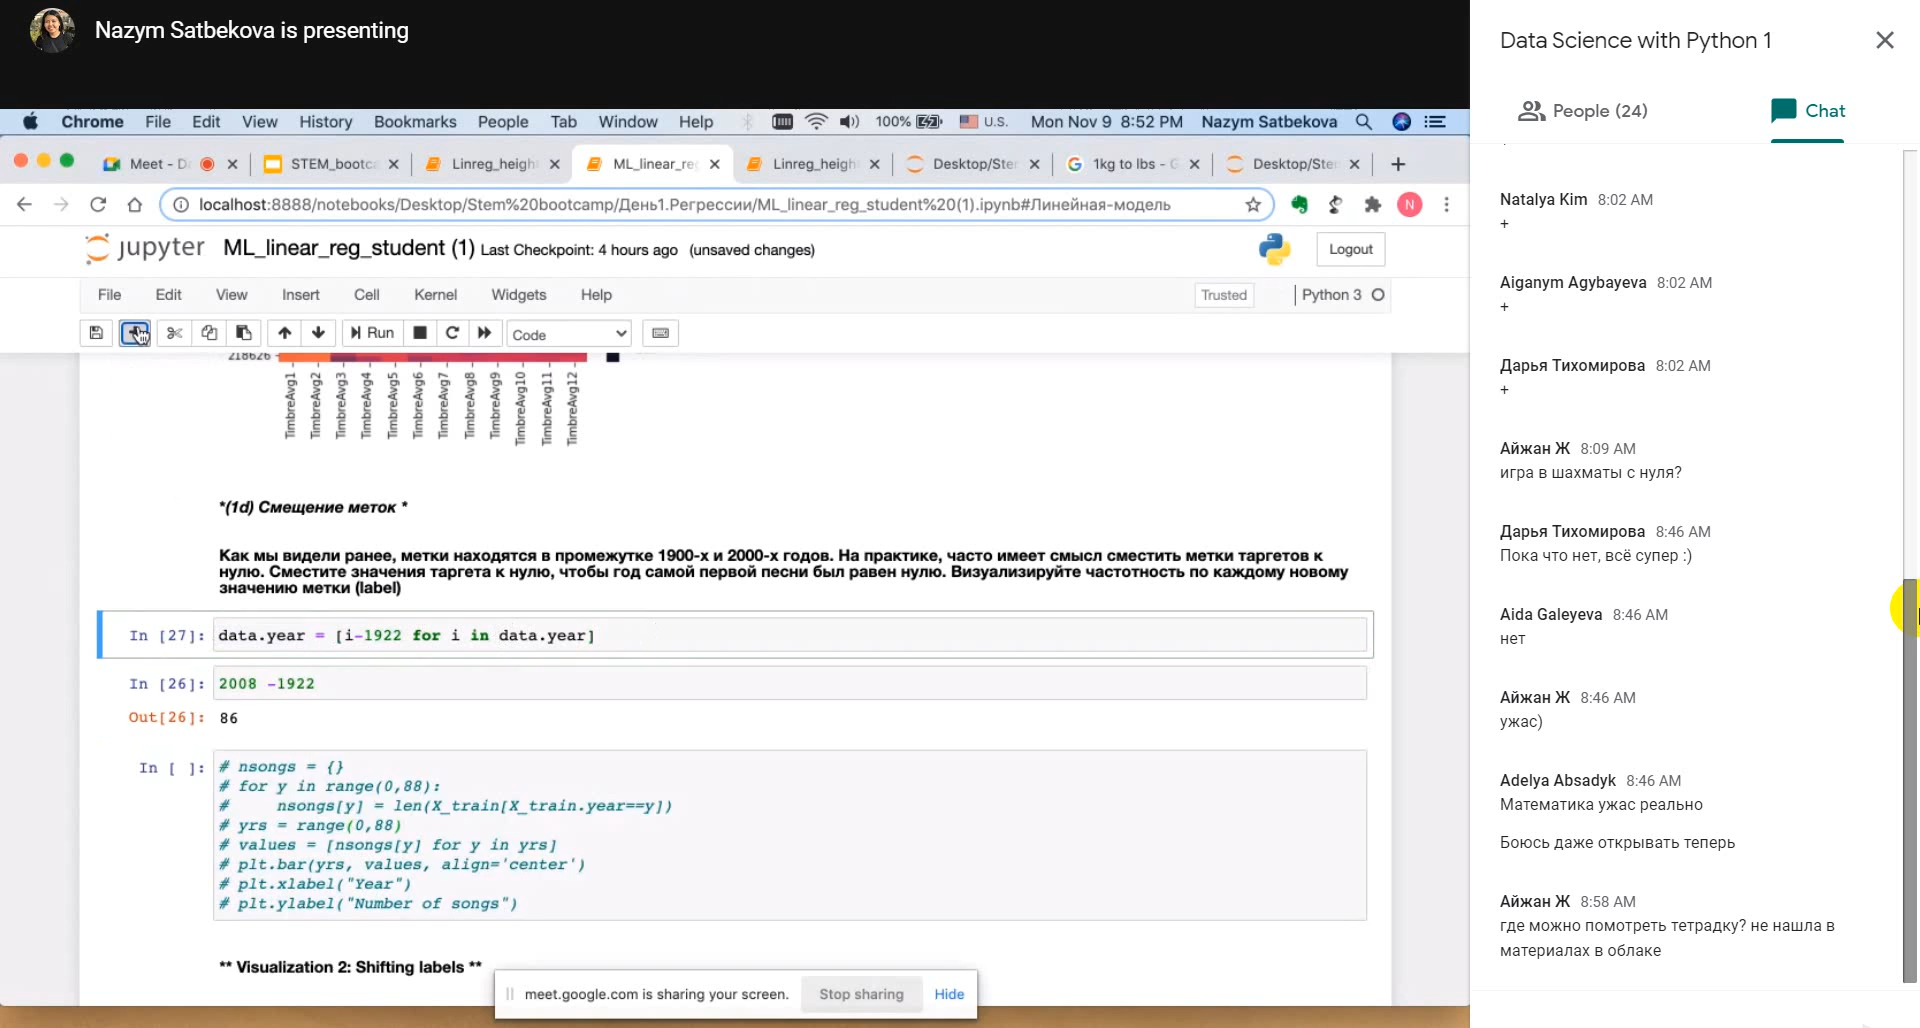 Nazym Satbekova is presenting
Chrome File Edit View History Bookmarks People Tab Window Help 100% U.S. Mon Nov 9 8:52 PM Nazym Satbekova
Meet - D STEM_bootca Linreg_heigh ML_linear_re Linreg_heigh Desktop/Ste 1kg to lbs - G Desktop/Ste
localhost:8888/notebooks/Desktop/Stem%20bootcamp/День1.Регрессии/ML_linear_reg_student%20(1).ipynb#Линейная-модель N
jupyter ML_linear_reg_student (1) Last Checkpoint: 4 hours ago (unsaved changes) Logout
File Edit View Insert Cell Kernel Widgets Help Trusted Python 3
Run Code
218626
TimbreAvg1 TimbreAvg2 TimbreAvg3 TimbreAvg4 TimbreAvg5 TimbreAvg6 TimbreAvg7 TimbreAvg8 TimbreAvg9 TimbreAvg10 TimbreAvg11 TimbreAvg12
*(1d) Смещение меток *
Как мы видели ранее, метки находятся в промежутке 1900-х и 2000-х годов. На практике, часто имеет смысл сместить метки таргетов к
нулю. Сместите значения таргета к нулю, чтобы год самой первой песни был равен нулю. Визуализируйте частотность по каждому новому
значению метки (label)
In [27]: data.year = [i-1922 for i in data.year]
In [26]: 2008 -1922
Out[26]: 86
In [ ]: # nsongs = {}
# for y in range(0,88):
#     nsongs[y] = len(X_train[X_train.year==y])
# yrs = range(0,88)
# values = [nsongs[y] for y in yrs]
# plt.bar(yrs, values, align='center')
# plt.xlabel("Year")
# plt.ylabel("Number of songs")
** Visualization 2: Shifting labels **
meet.google.com is sharing your screen. Stop sharing Hide
Data Science with Python 1
People (24) Chat
Natalya Kim 8:02 AM
+
Aiganym Agybayeva 8:02 AM
+
Дарья Тихомирова 8:02 AM
+
Айжан Ж 8:09 AM
игра в шахматы с нуля?
Дарья Тихомирова 8:46 AM
Пока что нет, всё супер :)
Aida Galeyeva 8:46 AM
нет
Айжан Ж 8:46 AM
ужас)
Adelya Absadyk 8:46 AM
Математика ужас реально
Боюсь даже открывать теперь
Айжан Ж 8:58 AM
где можно помотреть тетрадку? не нашла в
материалах в облаке